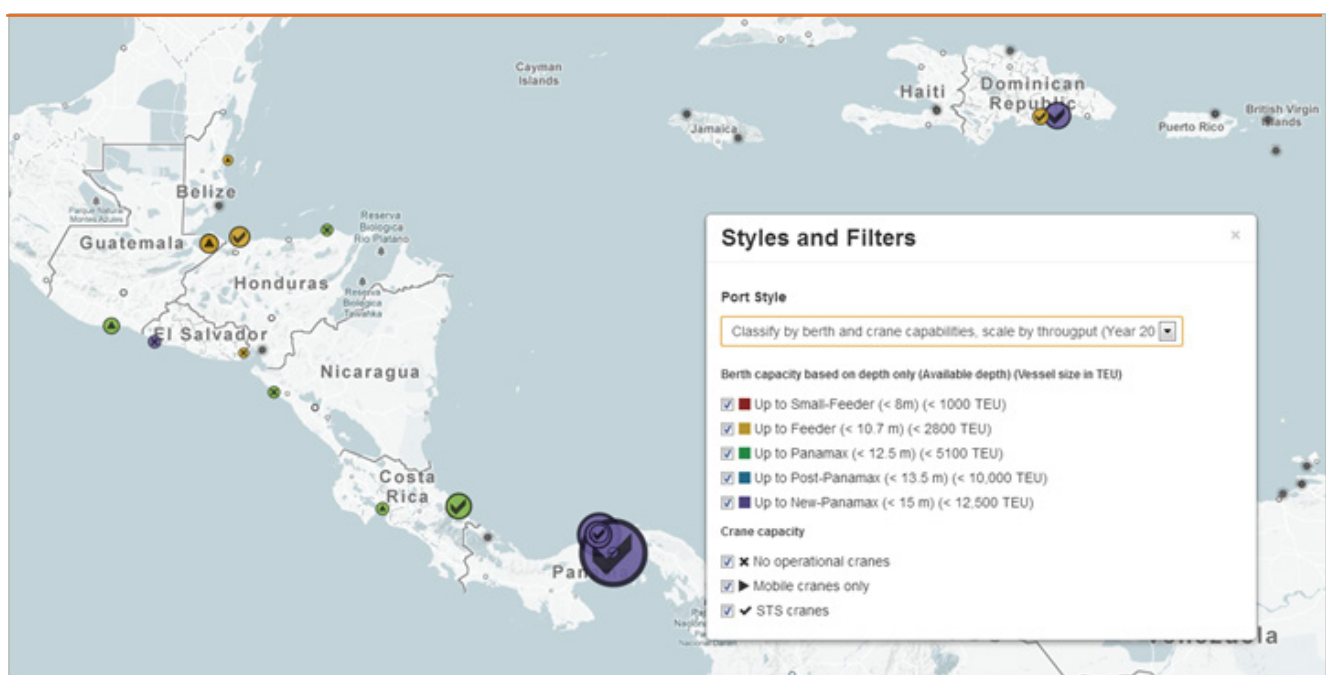 Cayman
Islands
Haiti
Dominican
Republic
Jamaica
Puerto Rico
British Virgin
Islands
Belize
Parque Natural
Montes Azules
Guatemala
Reserva
Biologica
Rio Platano
Honduras
Reserva
Biologica
Tawahka
El Salvador
Nicaragua
Costa
Rica
Pan
Styles and Filters
×
Port Style
Classify by berth and crane capabilities, scale by througput (Year 20
Berth capacity based on depth only (Available depth) (Vessel size in TEU)
Up to Small-Feeder (< 8m) (< 1000 TEU)
Up to Feeder (< 10.7 m) (< 2800 TEU)
Up to Panamax (< 12.5 m) (< 5100 TEU)
Up to Post-Panamax (< 13.5 m) (< 10,000 TEU)
Up to New-Panamax (< 15 m) (< 12,500 TEU)
Crane capacity
No operational cranes
Mobile cranes only
STS cranes
Venezuela